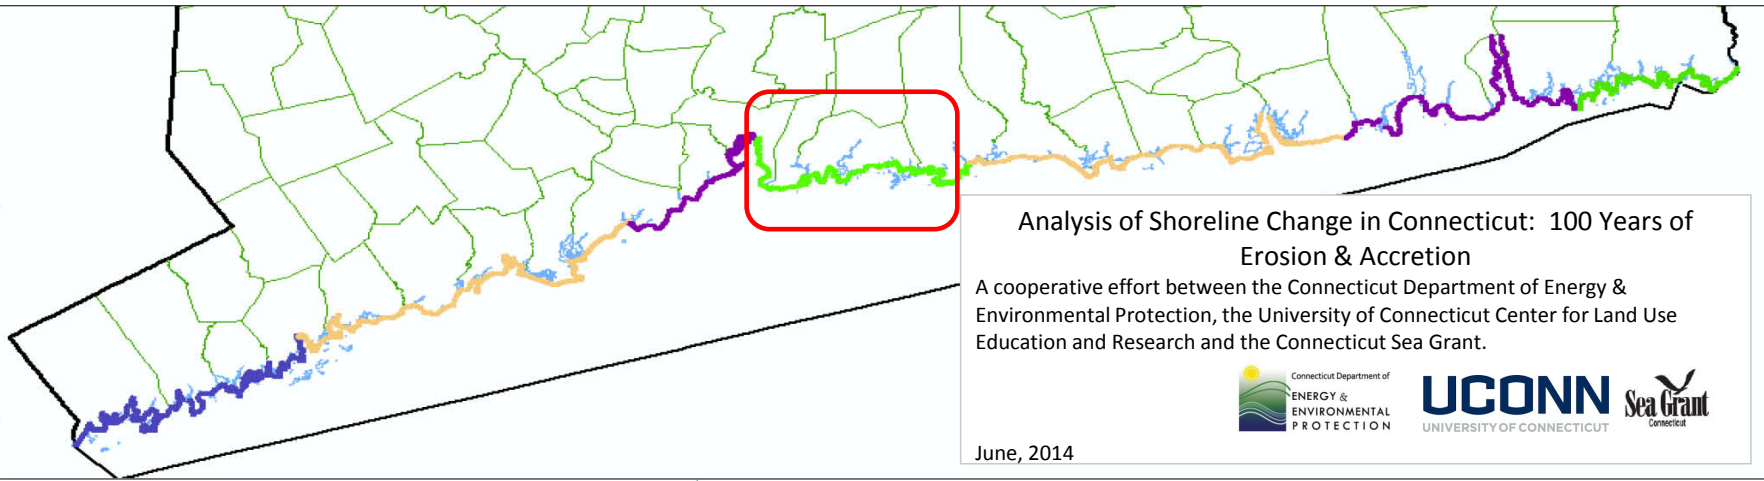 Analysis of Shoreline Change in Connecticut: 100 Years of
Erosion & Accretion
A cooperative effort between the Connecticut Department of Energy &
Environmental Protection, the University of Connecticut Center for Land Use
Education and Research and the Connecticut Sea Grant.
Connecticut Department of
ENERGY &
ENVIRONMENTAL
PROTECTION
UCONN
UNIVERSITY OF CONNECTICUT
Sea Grant
Connecticut
June, 2014